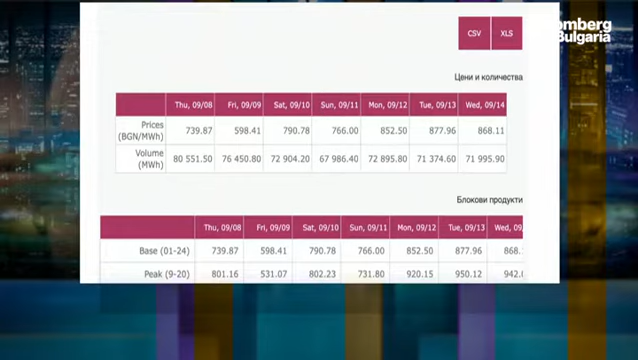 Bulgaria
CSV XLS
Цени и количества
Thu, 09/08 Fri, 09/09 Sat, 09/10 Sun, 09/11 Mon, 09/12 Tue, 09/13 Wed, 09/14
Prices (BGN/MWh) 739.87 598.41 790.78 766.00 852.50 877.96 868.11
Volume (MWh) 80 551.50 76 450.80 72 904.20 67 986.40 72 895.80 71 374.60 71 995.90
Блокови продукти
Thu, 09/08 Fri, 09/09 Sat, 09/10 Sun, 09/11 Mon, 09/12 Tue, 09/13 Wed, 09/
Base (01-24) 739.87 598.41 790.78 766.00 852.50 877.96 868.
Peak (9-20) 801.16 531.07 802.23 731.80 920.15 950.12 942.